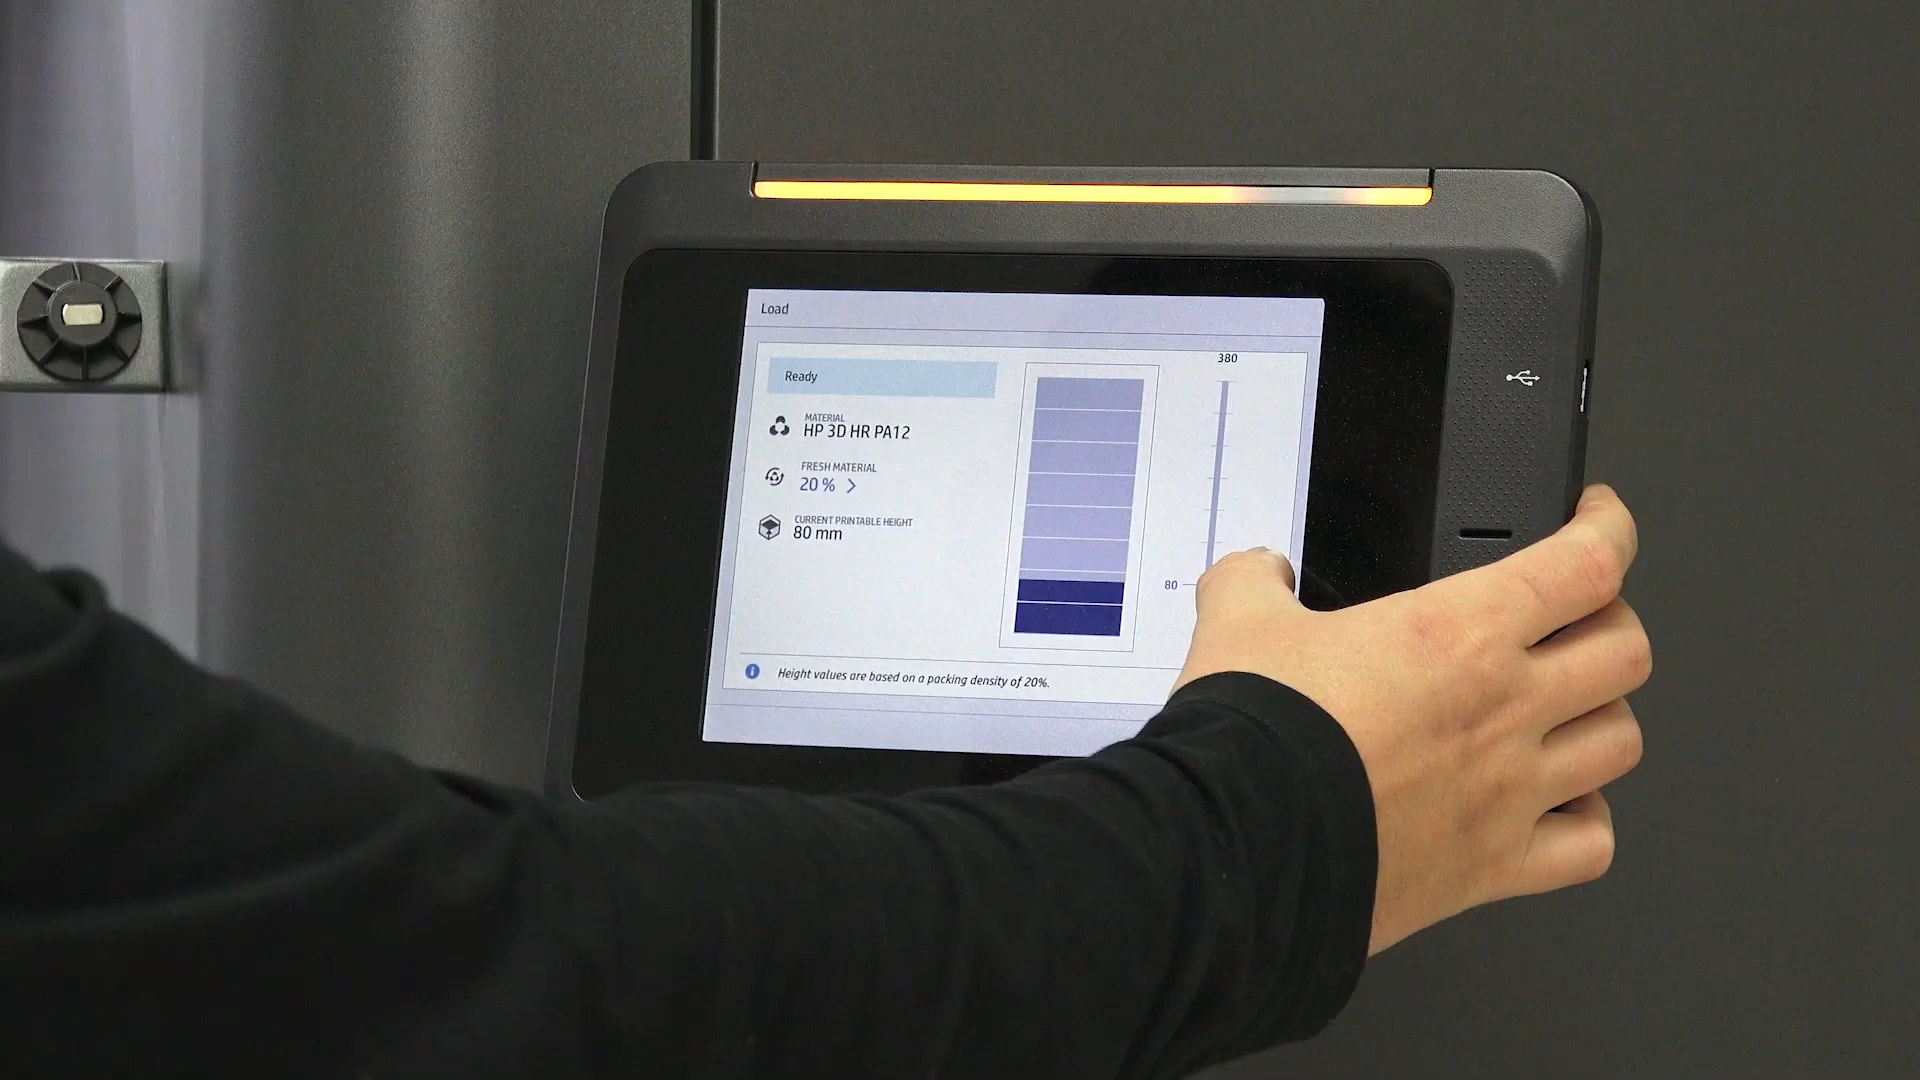 Load
Ready
MATERIAL
HP 3D HR PA12
FRESH MATERIAL
20 % >
CURRENT PRINTABLE HEIGHT
80 mm
380
80
Height values are based on a packing density of 20%.